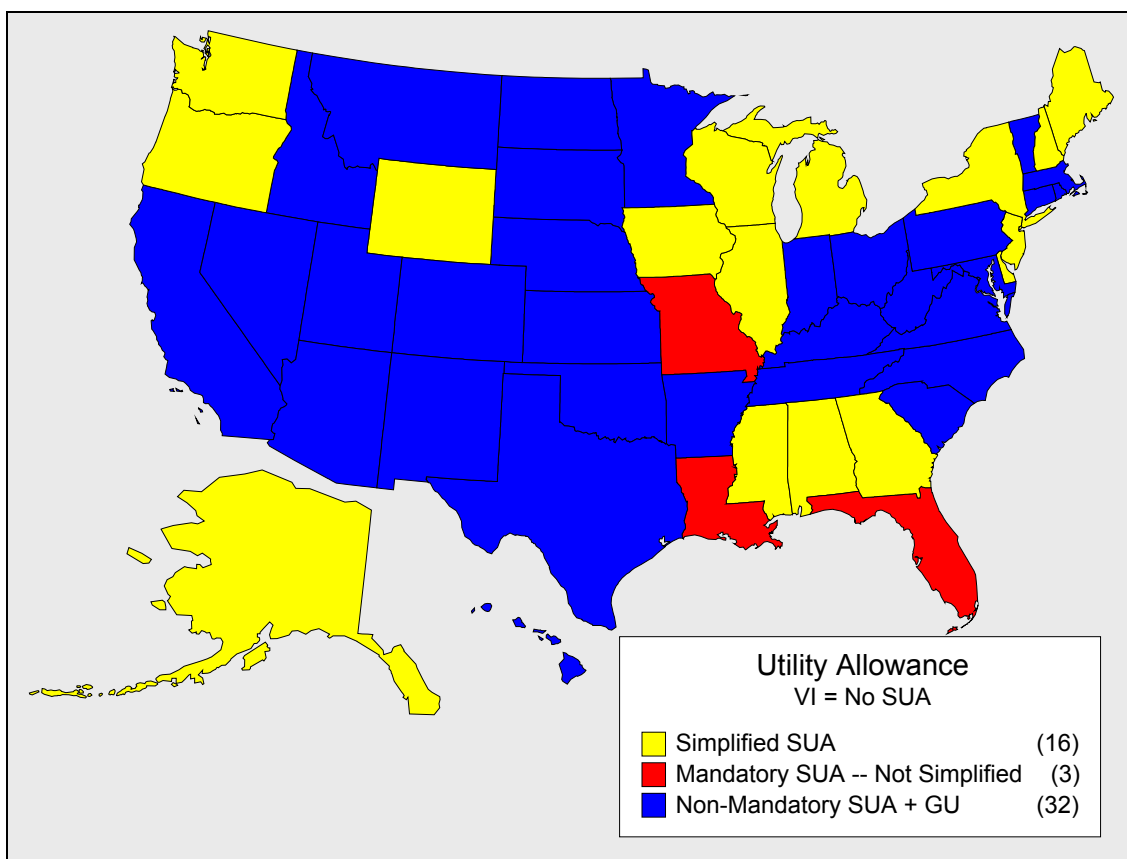 Utility Allowance
VI = No SUA
Simplified SUA (16)
Mandatory SUA -- Not Simplified (3)
Non-Mandatory SUA + GU (32)